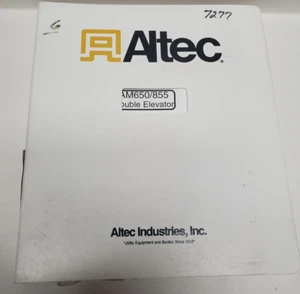 6
7277
Altec®
AM650/855
ouble Elevator
Altec Industries, Inc.
"Utility Equipment and Bodies Since 1929"